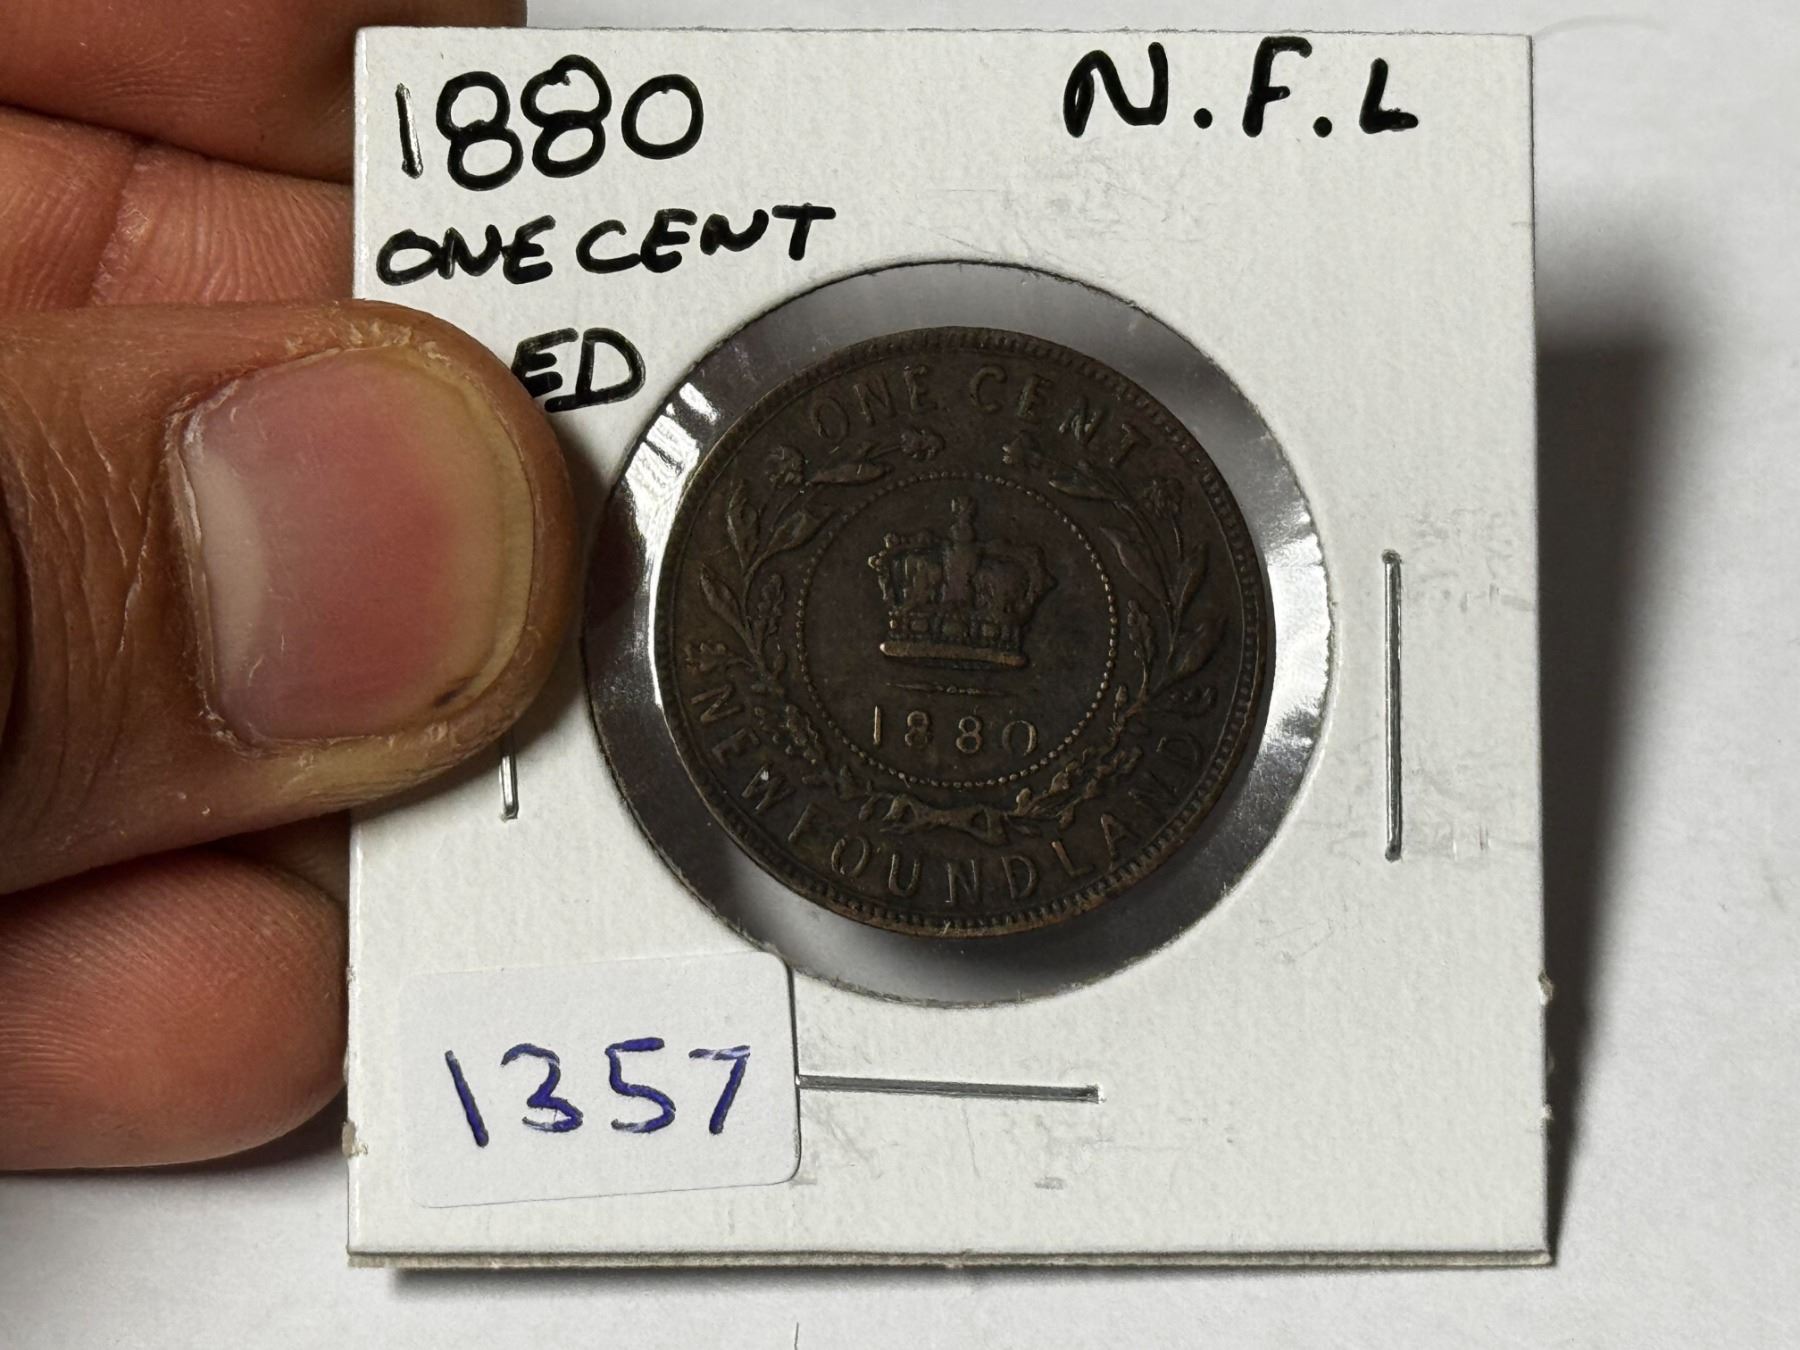 1880
N.F.L
ONE CENT
ED
ONE CENT
1880
NEWFOUNDLAND
1357